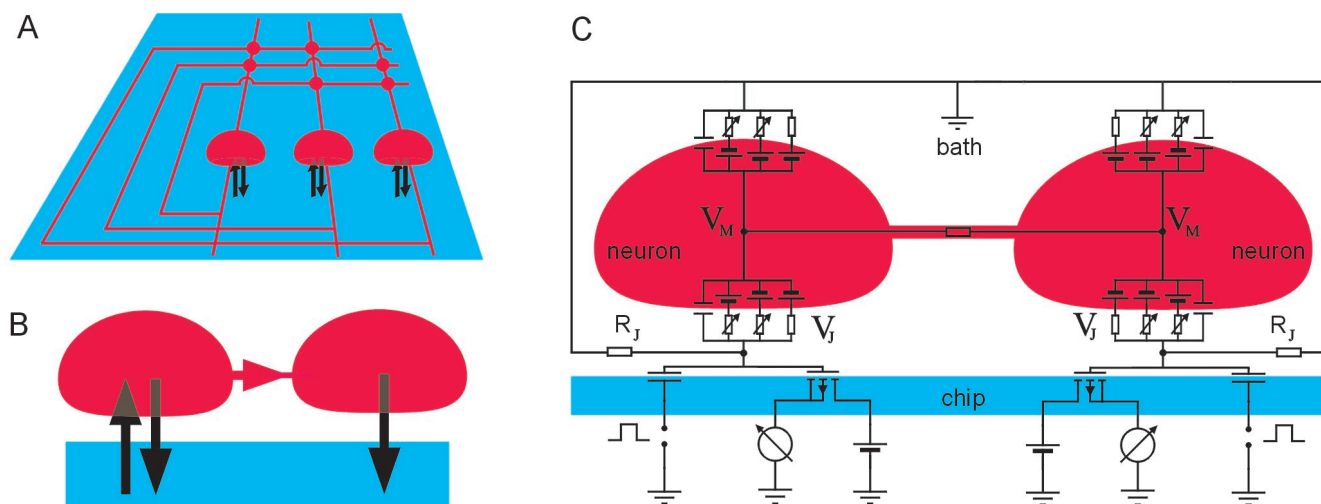 A
B
C
bath
V_M
V_M
neuron
neuron
R_J
V_J
V_J
R_J
chip